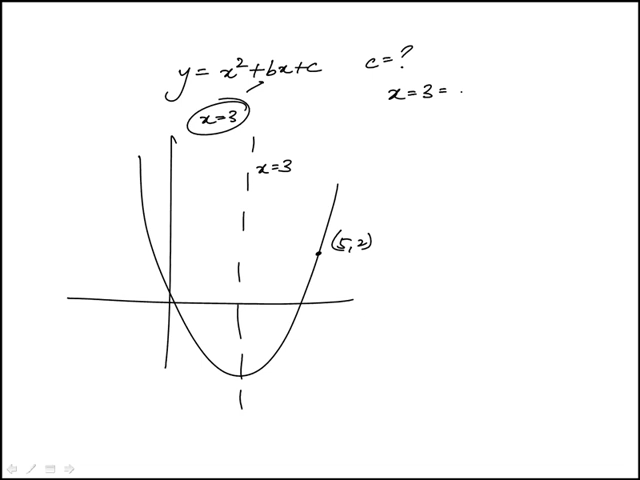 y = x² + bx + c
c = ?
x = 3 = .
x = 3
x = 3
(5, 2)